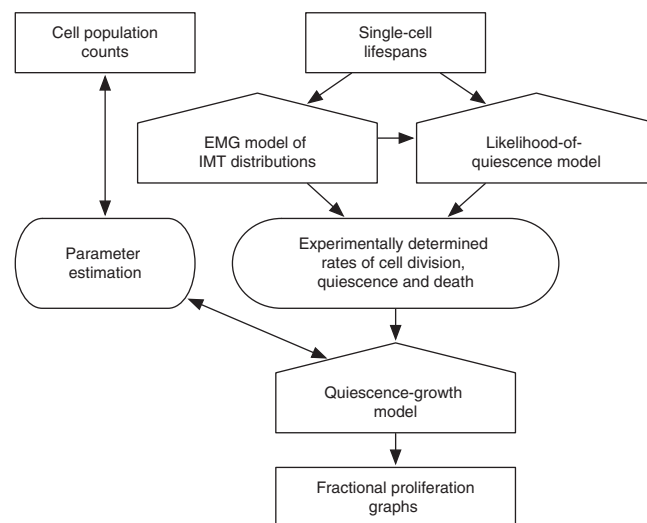 Cell population
counts
Single-cell
lifespans
EMG model of
IMT distributions
Likelihood-of-
quiescence model
Parameter
estimation
Experimentally determined
rates of cell division,
quiescence and death
Quiescence-growth
model
Fractional proliferation
graphs